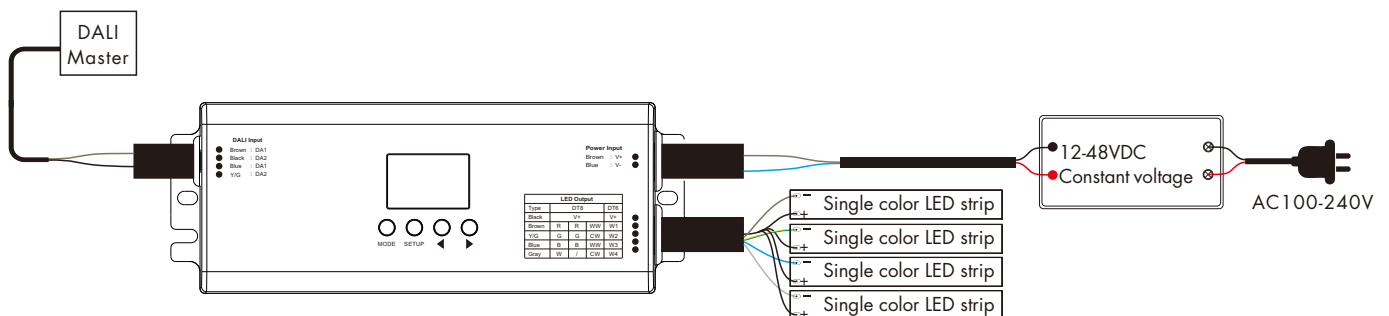 DALI
Master
DALI Input
Brown : DA1
Black : DA2
Blue : DA1
Y/G : DA2
MODE SETUP
Power Input
Brown : V+
Blue : V-
LED Output
Type DT8 DT6
Black V+ V+
Brown R R WW W1
Y/G G G CW W2
Blue B B WW W3
Gray W / CW W4
− Single color LED strip
+
− Single color LED strip
+
− Single color LED strip
+
− Single color LED strip
+
12-48VDC
Constant voltage
AC100-240V